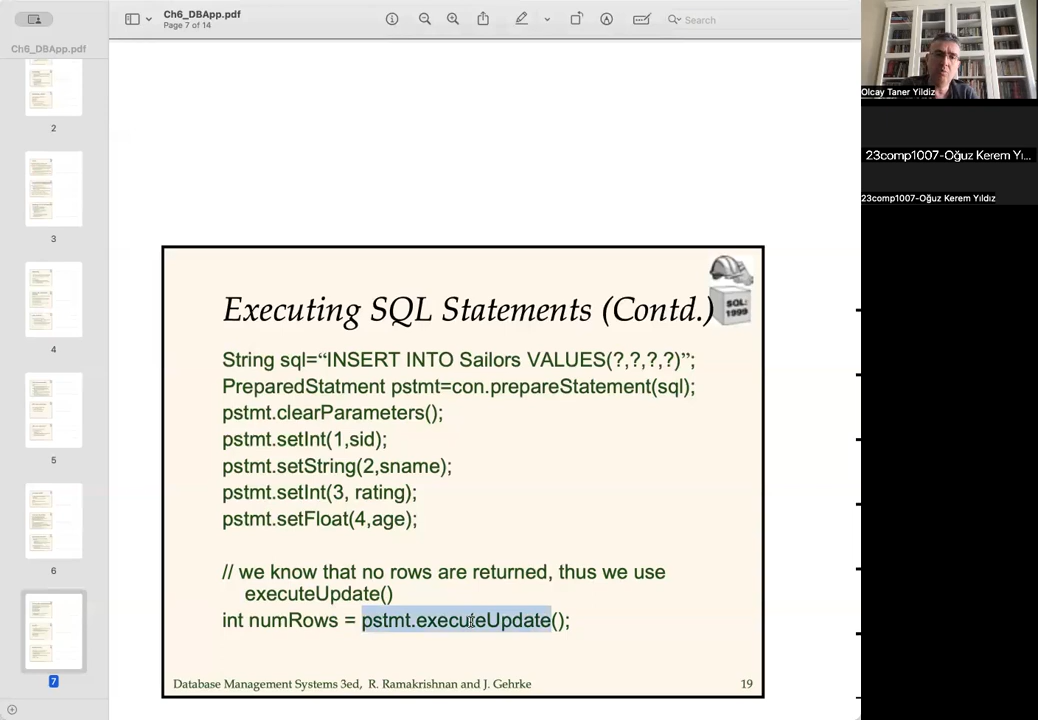 Ch6_DBApp.pdf
Page 7 of 14
Search
Ch6_DBApp.pdf
2
3
4
5
6
7
Olcay Taner Yildiz
23comp1007-Oğuz Kerem Yı...
23comp1007-Oğuz Kerem Yıldız
Executing SQL Statements (Contd.)
SQL:
1999
String sql=“INSERT INTO Sailors VALUES(?,?,?,?)”;
PreparedStatment pstmt=con.prepareStatement(sql);
pstmt.clearParameters();
pstmt.setInt(1,sid);
pstmt.setString(2,sname);
pstmt.setInt(3, rating);
pstmt.setFloat(4,age);
// we know that no rows are returned, thus we use
executeUpdate()
int numRows = pstmt.executeUpdate();
Database Management Systems 3ed, R. Ramakrishnan and J. Gehrke
19